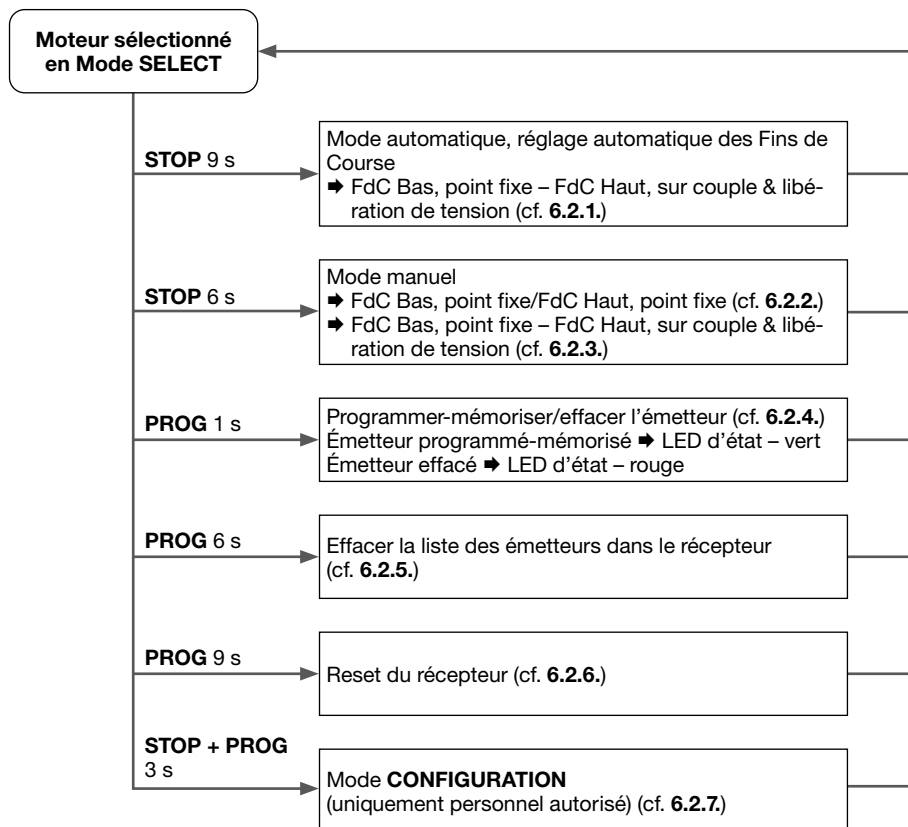 Moteur sélectionné
en Mode SELECT
STOP 9 s
Mode automatique, réglage automatique des Fins de
Course
➡ FdC Bas, point fixe – FdC Haut, sur couple & libé-
ration de tension (cf. 6.2.1.)
STOP 6 s
Mode manuel
➡ FdC Bas, point fixe/FdC Haut, point fixe (cf. 6.2.2.)
➡ FdC Bas, point fixe – FdC Haut, sur couple & libé-
ration de tension (cf. 6.2.3.)
PROG 1 s
Programmer-mémoriser/effacer l’émetteur (cf. 6.2.4.)
Émetteur programmé-mémorisé ➡ LED d’état – vert
Émetteur effacé ➡ LED d’état – rouge
PROG 6 s
Effacer la liste des émetteurs dans le récepteur
(cf. 6.2.5.)
PROG 9 s
Reset du récepteur (cf. 6.2.6.)
STOP + PROG
3 s
Mode CONFIGURATION
(uniquement personnel autorisé) (cf. 6.2.7.)